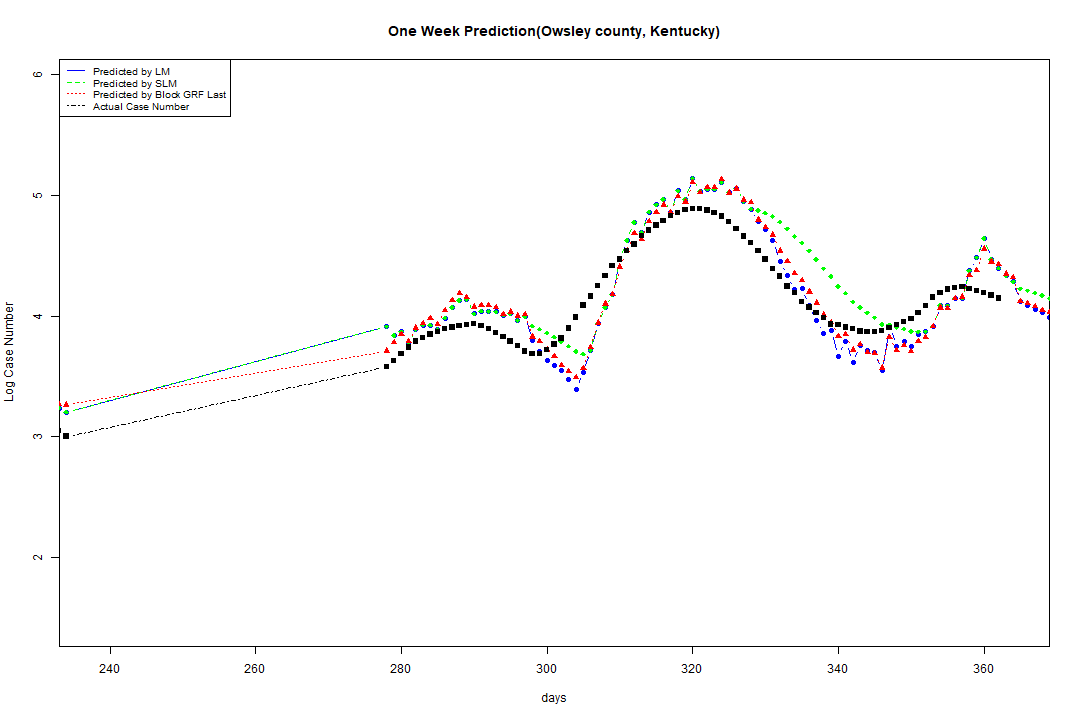 One Week Prediction(Owsley county, Kentucky)
Predicted by LM
Predicted by SLM
Predicted by Block GRF Last
Actual Case Number
6
5
4
3
2
Log Case Number
240
260
280
300
320
340
360
days